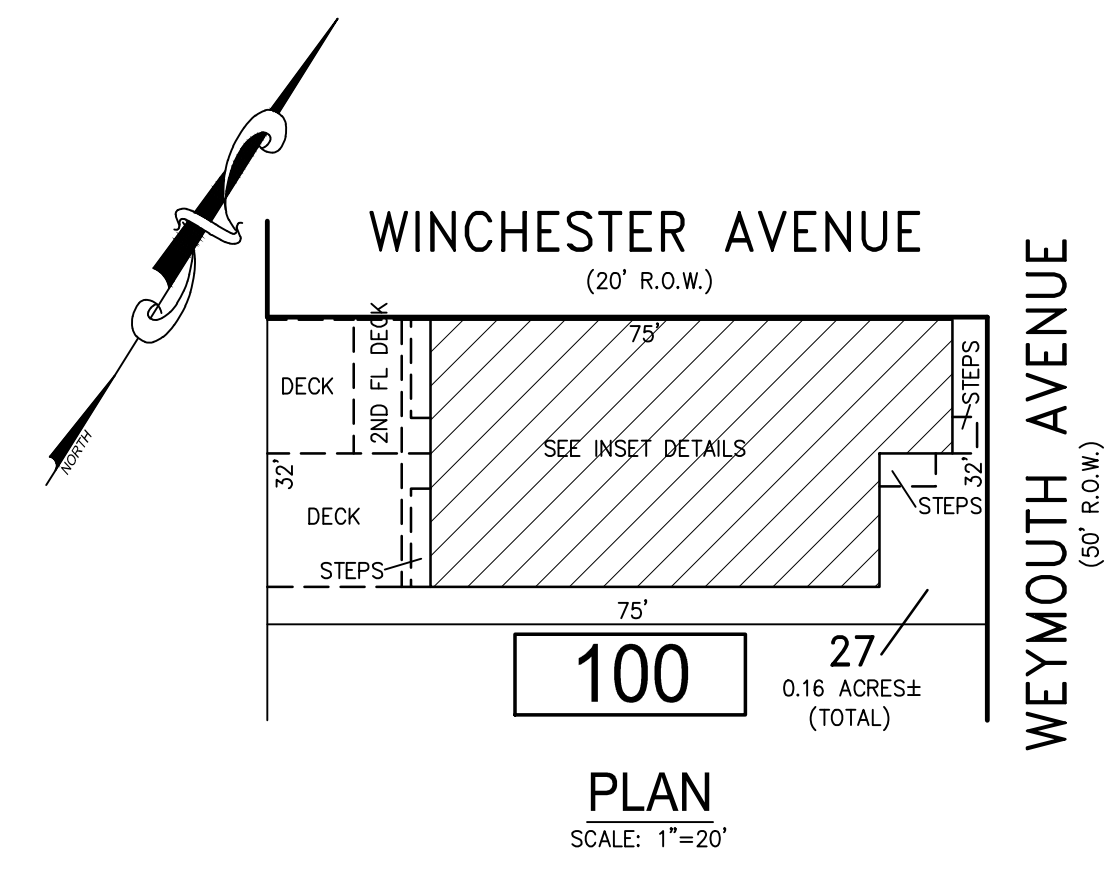 NORTH
WINCHESTER AVENUE
(20' R.O.W.)
75'
DECK
2ND FL DECK
STEPS
WEYMOUTH AVENUE
(50' R.O.W.)
SEE INSET DETAILS
32'
32'
STEPS
DECK
STEPS
75'
100
27
0.16 ACRES±
(TOTAL)
PLAN
SCALE: 1"=20'